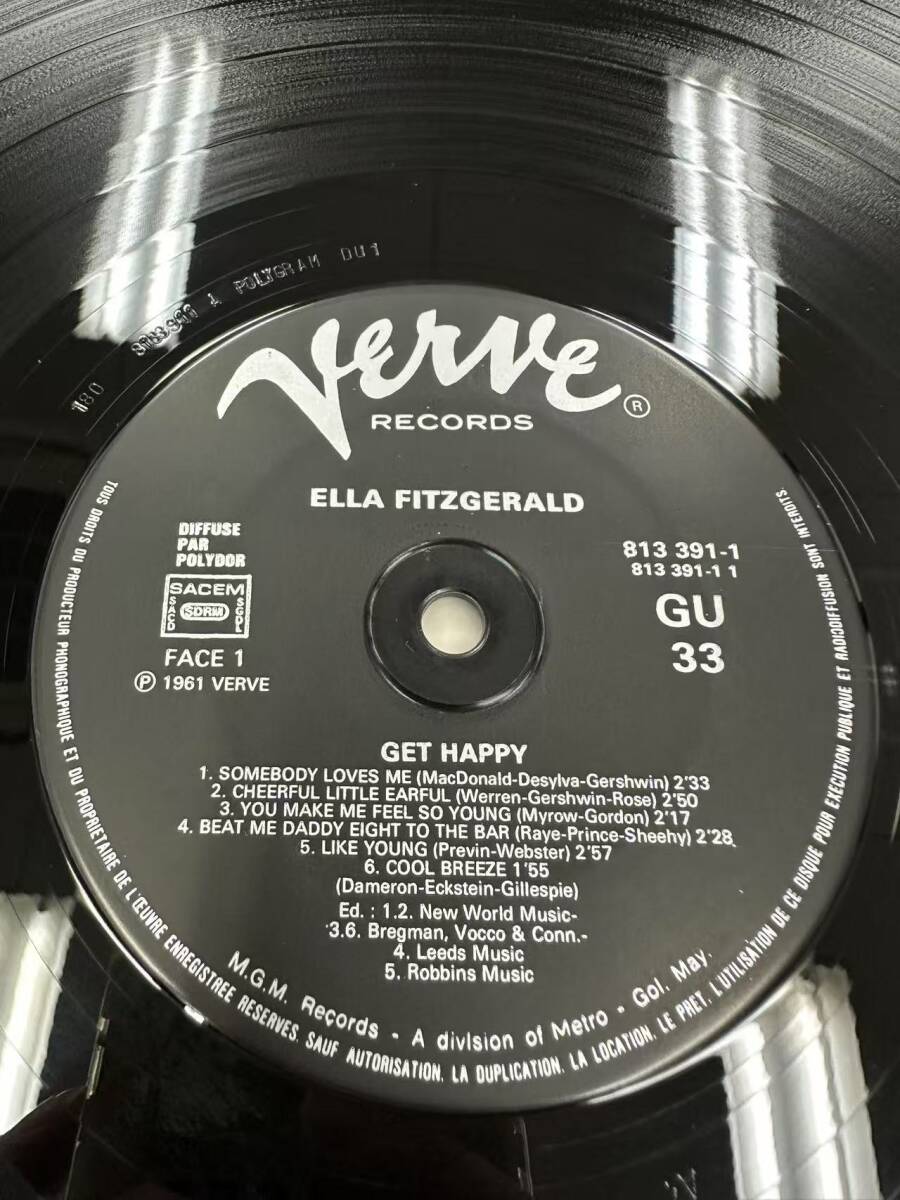 180 POLYGRAM DU1
Verve
RECORDS ®
ELLA FITZGERALD
DIFFUSE
PAR
POLYDOR
SACEM
SACD
SDRM
SGDL
FACE 1
Ⓟ 1961 VERVE
813 391-1
813 391-1 1
GU
33
GET HAPPY
1. SOMEBODY LOVES ME (MacDonald-Desylva-Gershwin) 2'33
2. CHEERFUL LITTLE EARFUL (Werren-Gershwin-Rose) 2'50
3. YOU MAKE ME FEEL SO YOUNG (Myrow-Gordon) 2'17
4. BEAT ME DADDY EIGHT TO THE BAR (Raye-Prince-Sheehy) 2'28
5. LIKE YOUNG (Previn-Webster) 2'57
6. COOL BREEZE 1'55
(Dameron-Eckstein-Gillespie)
Ed. : 1.2. New World Music-
3.6. Bregman, Vocco & Conn.-
4. Leeds Music
5. Robbins Music
M.G.M. Records - A division of Metro - Gol. May.
TOUS DROITS DU PRODUCTEUR PHONOGRAPHIQUE ET DU PROPRIETAIRE DE L'ŒUVRE ENREGISTREE RESERVES. SAUF AUTORISATION. LA DUPLICATION. LA LOCATION. LE PRET. L'UTILISATION DE CE DISQUE POUR EXECUTION PUBLIQUE ET RADIODIFFUSION SONT INTERDITS.